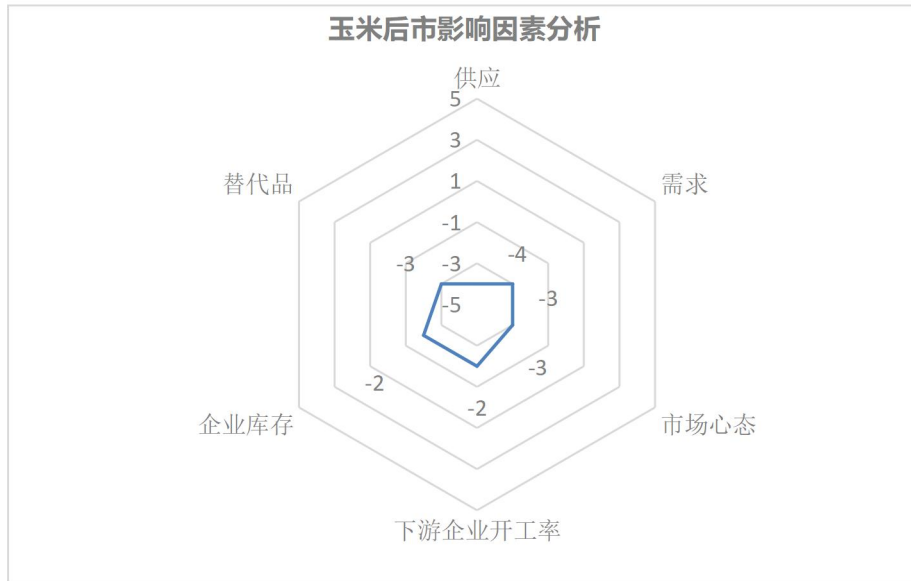 玉米后市影响因素分析
供应
5
3
替代品
需求
1
-1
-4
-3
-3
-5
-3
-3
-2
-2
企业库存
市场心态
下游企业开工率